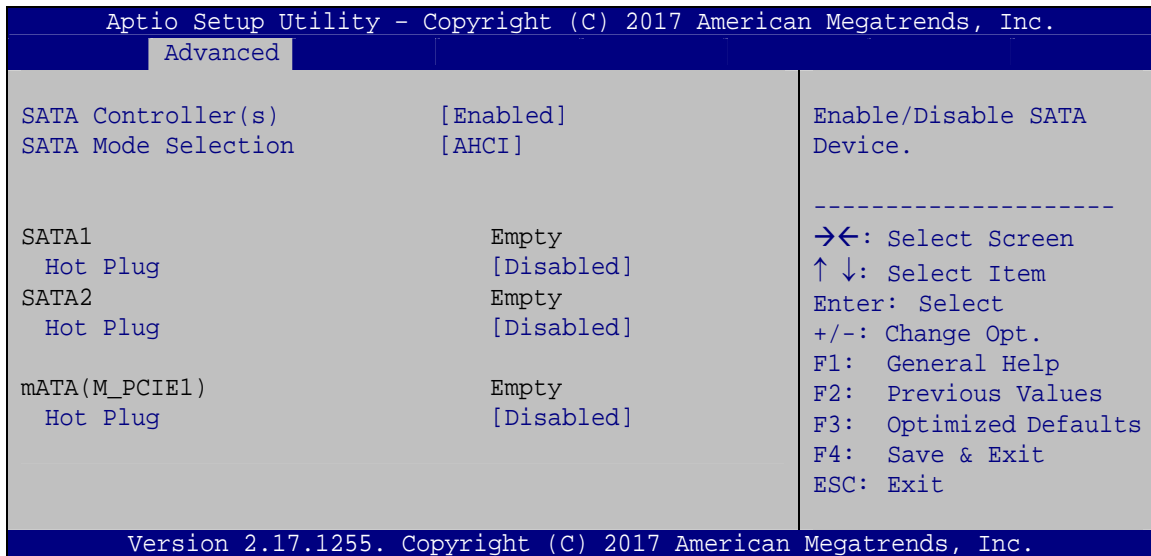 Aptio Setup Utility – Copyright (C) 2017 American Megatrends, Inc.
Advanced
SATA Controller(s) [Enabled]
SATA Mode Selection [AHCI]
SATA1 Empty
Hot Plug [Disabled]
SATA2 Empty
Hot Plug [Disabled]
mATA(M_PCIE1) Empty
Hot Plug [Disabled]
Enable/Disable SATA
Device.
---------------------
→←: Select Screen
↑ ↓: Select Item
Enter: Select
+/-: Change Opt.
F1: General Help
F2: Previous Values
F3: Optimized Defaults
F4: Save & Exit
ESC: Exit
Version 2.17.1255. Copyright (C) 2017 American Megatrends, Inc.